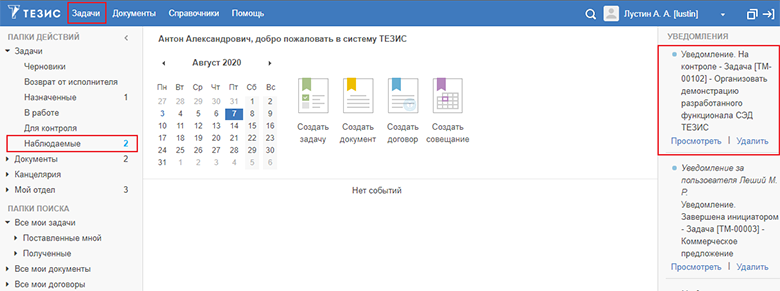 ТЕЗИС Задачи Документы Справочники Помощь Лустин А. А. [lustin]
ПАПКИ ДЕЙСТВИЙ
Задачи
Черновики
Возврат от исполнителя
Назначенные 1
В работе
Для контроля
Наблюдаемые 2
Документы 2
Канцелярия
Мой отдел 3
ПАПКИ ПОИСКА
Все мои задачи
Поставленные мной
Полученные
Все мои документы
Все мои договоры
Антон Александрович, добро пожаловать в систему ТЕЗИС
Август 2020
Пн Вт Ср Чт Пт Сб Вс
27 28 29 30 31 1 2
3 4 5 6 7 8 9
10 11 12 13 14 15 16
17 18 19 20 21 22 23
24 25 26 27 28 29 30
31 1 2 3 4 5 6
Создать задачу
Создать документ
Создать договор
Создать совещание
Нет событий
УВЕДОМЛЕНИЯ
Уведомление. На
контроле - Задача [ТМ-
00102] - Организовать
демонстрацию
разработанного
функционала СЭД
ТЕЗИС
Просмотреть | Удалить
Уведомление за
пользователя Леший М.
Р.
Уведомление.
Завершена инициатором
- Задача [ТМ-00003] -
Коммерческое
предложение
Просмотреть | Удалить